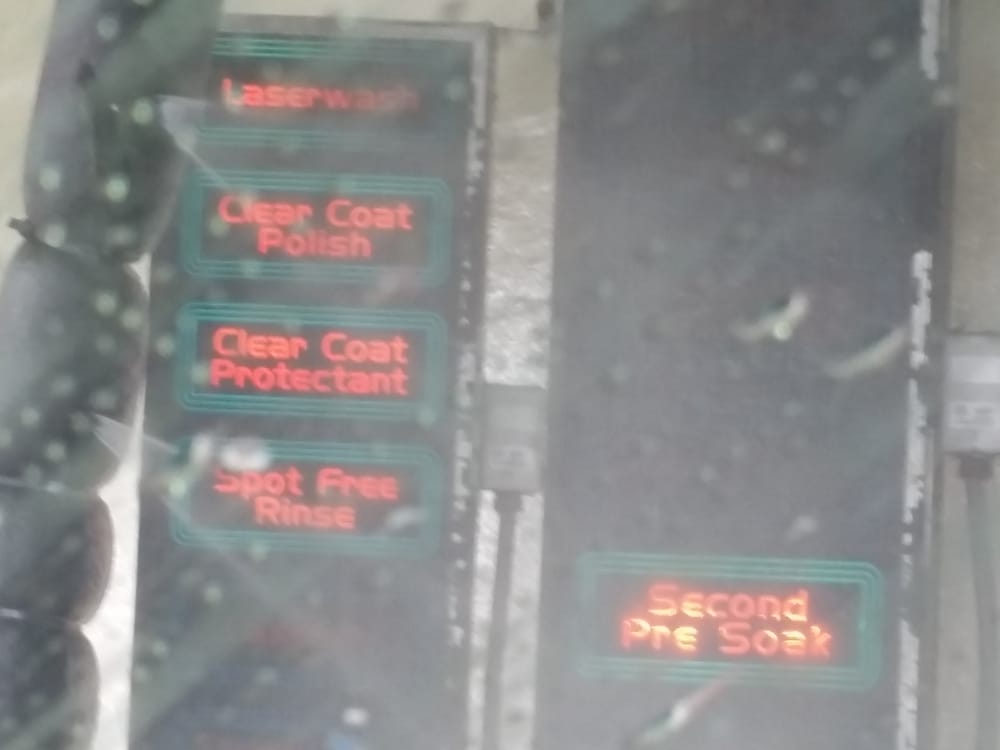 Laserwash
Clear Coat
Polish
Clear Coat
Protectant
Spot Free
Rinse
Second
Pre Soak